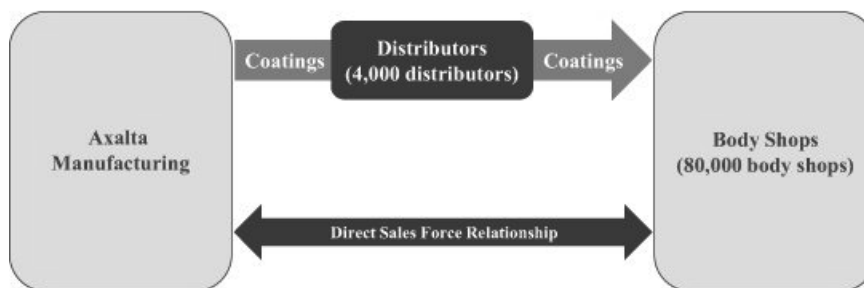 Axalta
Manufacturing
Coatings
Distributors
(4,000 distributors)
Coatings
Body Shops
(80,000 body shops)
Direct Sales Force Relationship